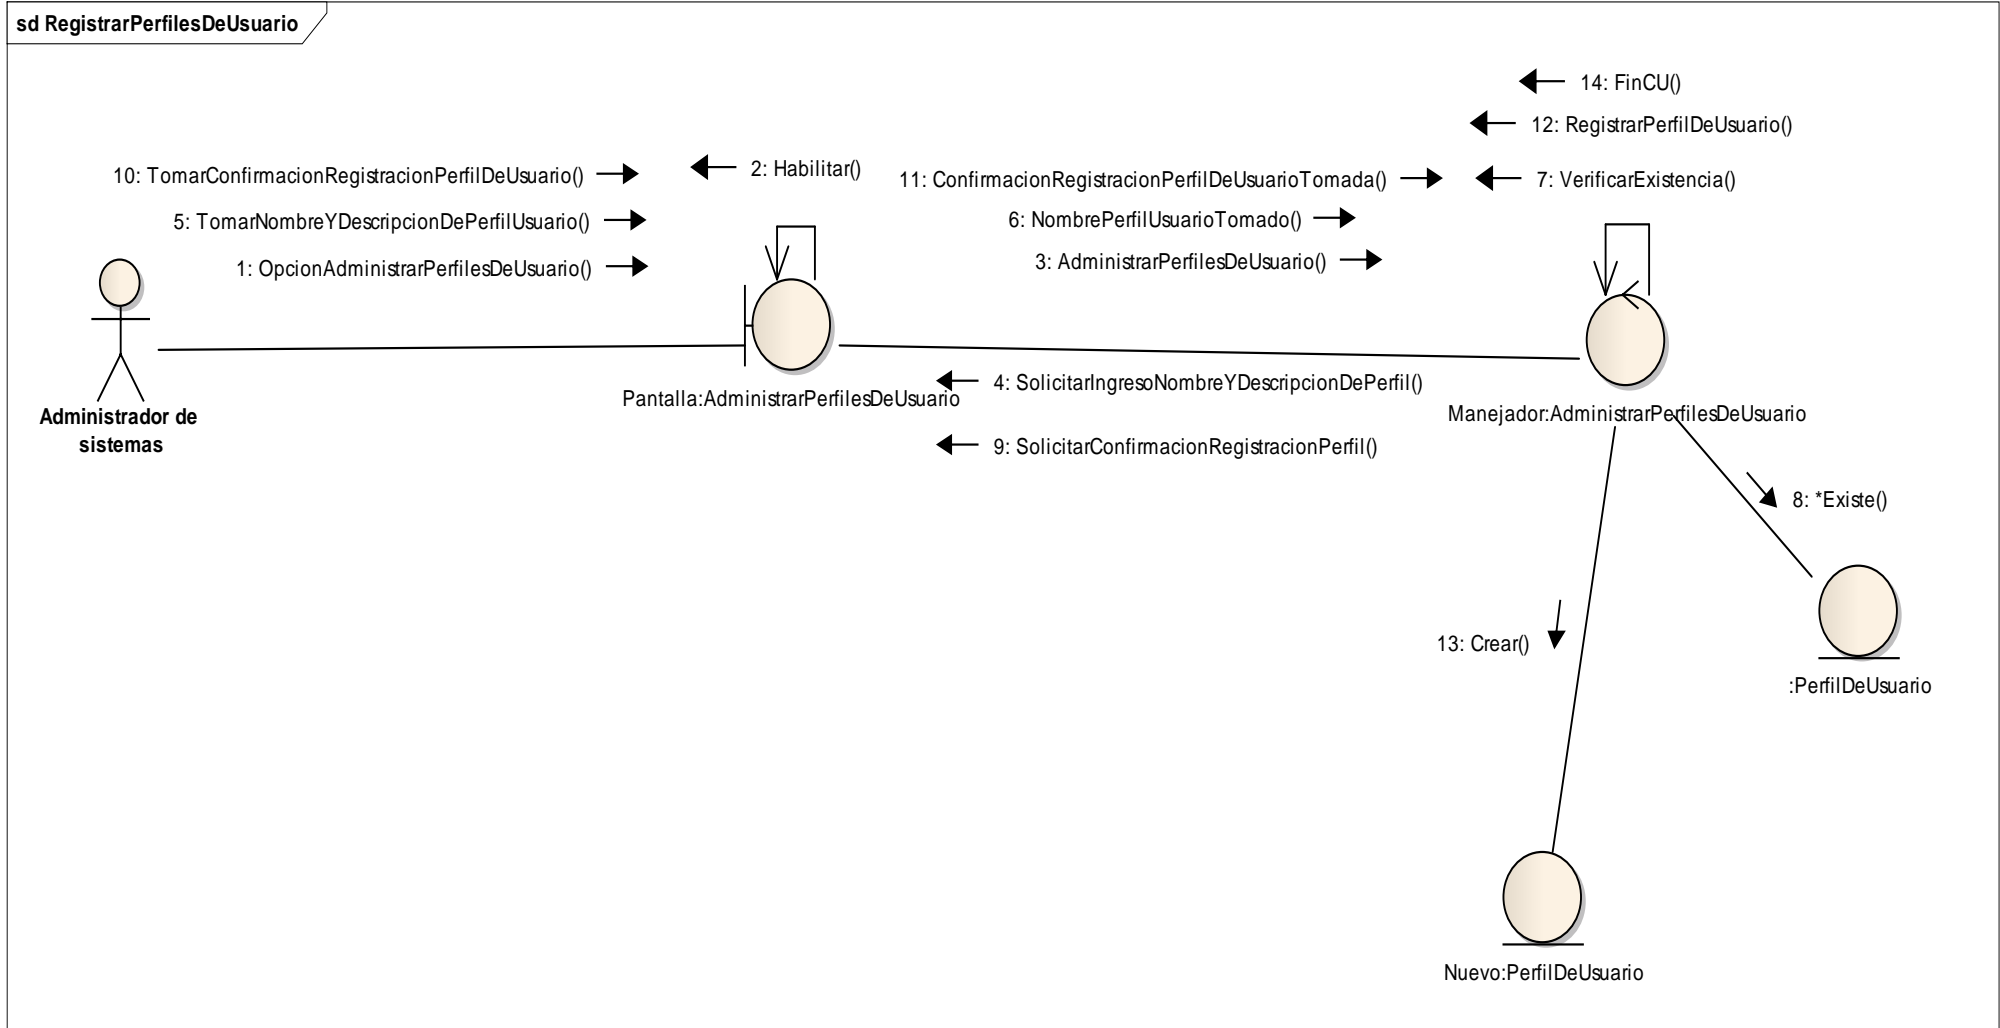 sd RegistrarPerfilesDeUsuario
14: FinCU()
12: RegistrarPerfilDeUsuario()
10: TomarConfirmacionRegistracionPerfilDeUsuario()
2: Habilitar()
11: ConfirmacionRegistracionPerfilDeUsuarioTomada()
7: VerificarExistencia()
5: TomarNombreYDescripcionDePerfilUsuario()
6: NombrePerfilUsuarioTomado()
1: OpcionAdministrarPerfilesDeUsuario()
3: AdministrarPerfilesDeUsuario()
Pantalla:AdministrarPerfilesDeUsuario
4: SolicitarIngresoNombreYDescripcionDePerfil()
Manejador:AdministrarPerfilesDeUsuario
Administrador de
sistemas
9: SolicitarConfirmacionRegistracionPerfil()
8: *Existe()
13: Crear()
:PerfilDeUsuario
Nuevo:PerfilDeUsuario